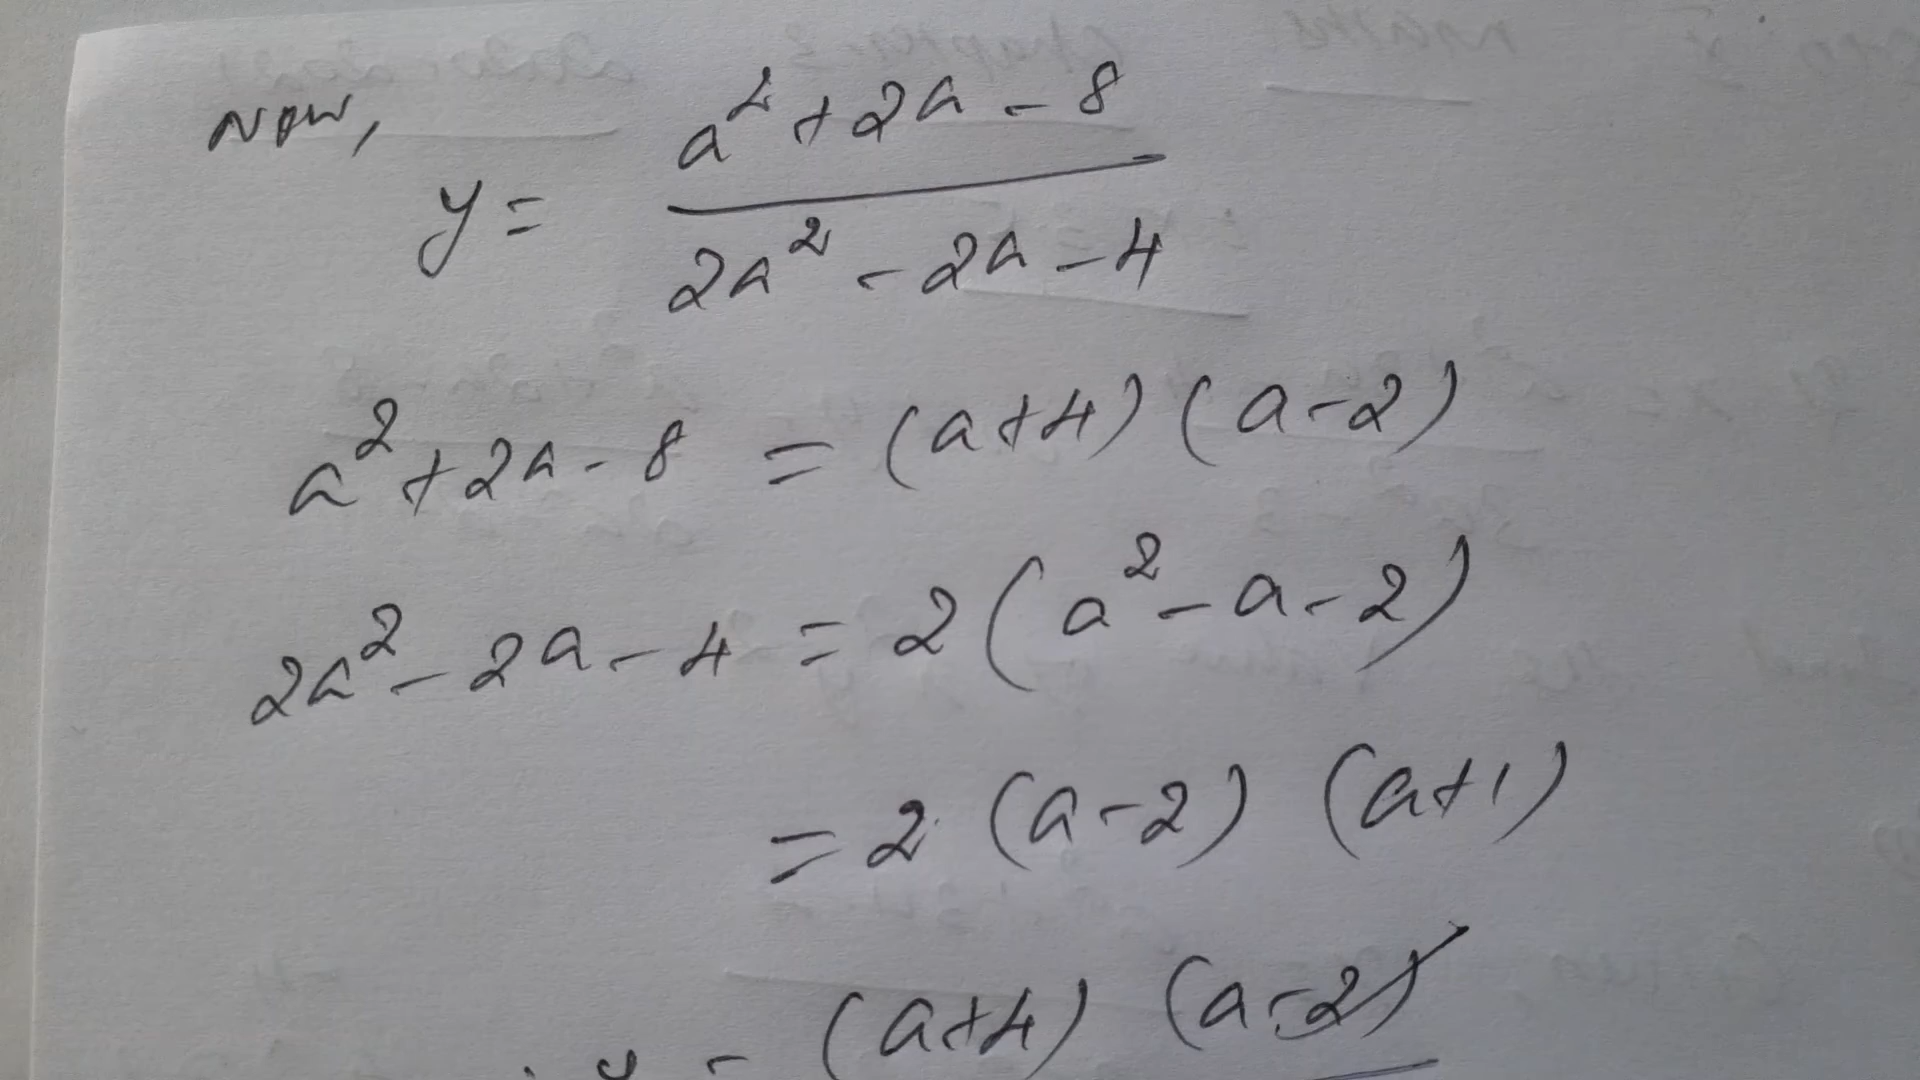 Now,
y = a² + 2a - 8 / 2a² - 2a - 4
a² + 2a - 8 = (a+4) (a-2)
2a² - 2a - 4 = 2 (a² - a - 2)
= 2 (a-2) (a+1)
y = (a+4) (a-2)